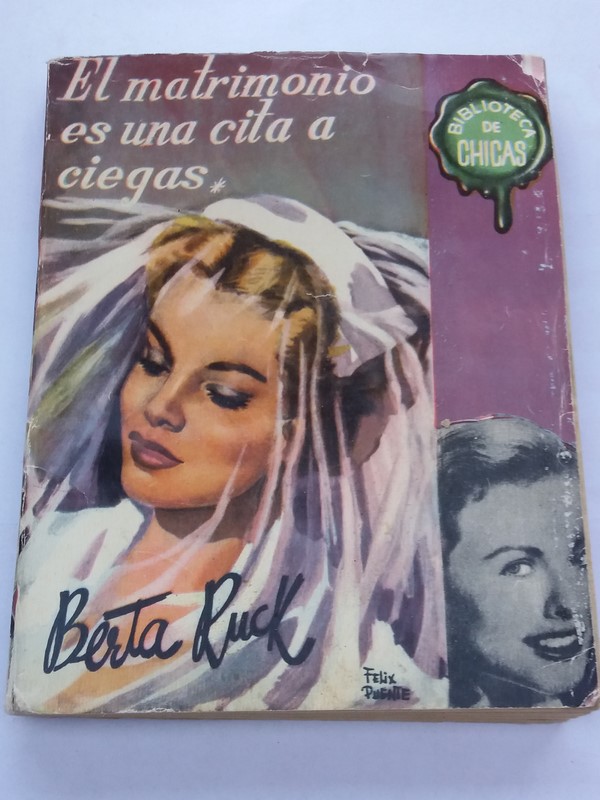 El matrimonio
es una cita a
ciegas.
BIBLIOTECA
DE
CHICAS
Berta Ruck
FELIX
PUENTE